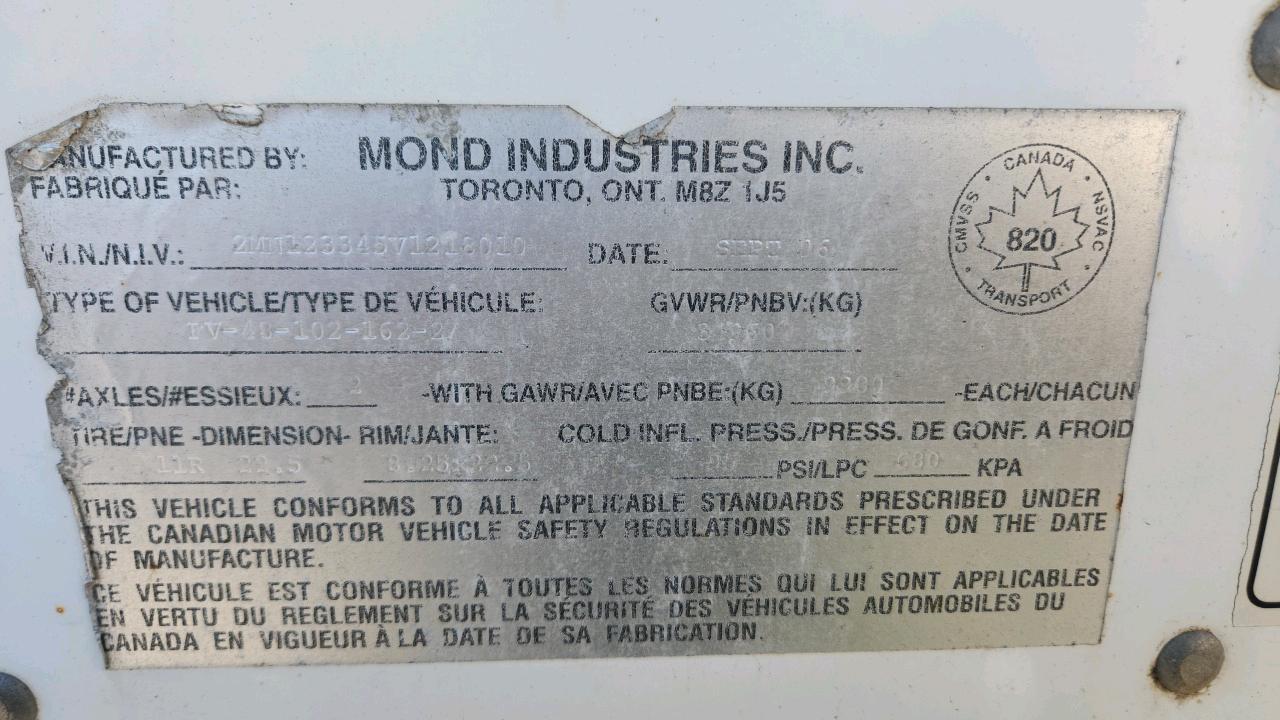 MANUFACTURED BY: MOND INDUSTRIES INC.
FABRIQUÉ PAR: TORONTO, ONT. M8Z 1J5
V.I.N./N.I.V.: DATE: SEPT
TYPE OF VEHICLE/TYPE DE VÉHICULE: GVWR/PNBV:(KG)
#AXLES/#ESSIEUX: 2 -WITH GAWR/AVEC PNBE:(KG) -EACH/CHACUN
TIRE/PNE -DIMENSION- RIM/JANTE: COLD INFL. PRESS./PRESS. DE GONF. A FROID
11R 22.5 PSI/LPC 680 KPA
THIS VEHICLE CONFORMS TO ALL APPLICABLE STANDARDS PRESCRIBED UNDER
THE CANADIAN MOTOR VEHICLE SAFETY REGULATIONS IN EFFECT ON THE DATE
OF MANUFACTURE.
CE VÉHICULE EST CONFORME À TOUTES LES NORMES QUI LUI SONT APPLICABLES
EN VERTU DU REGLEMENT SUR LA SÉCURITÉ DES VÉHICULES AUTOMOBILES DU
CANADA EN VIGUEUR À LA DATE DE SA FABRICATION.
CANADA
CMVSS 820 NSVAC
TRANSPORT